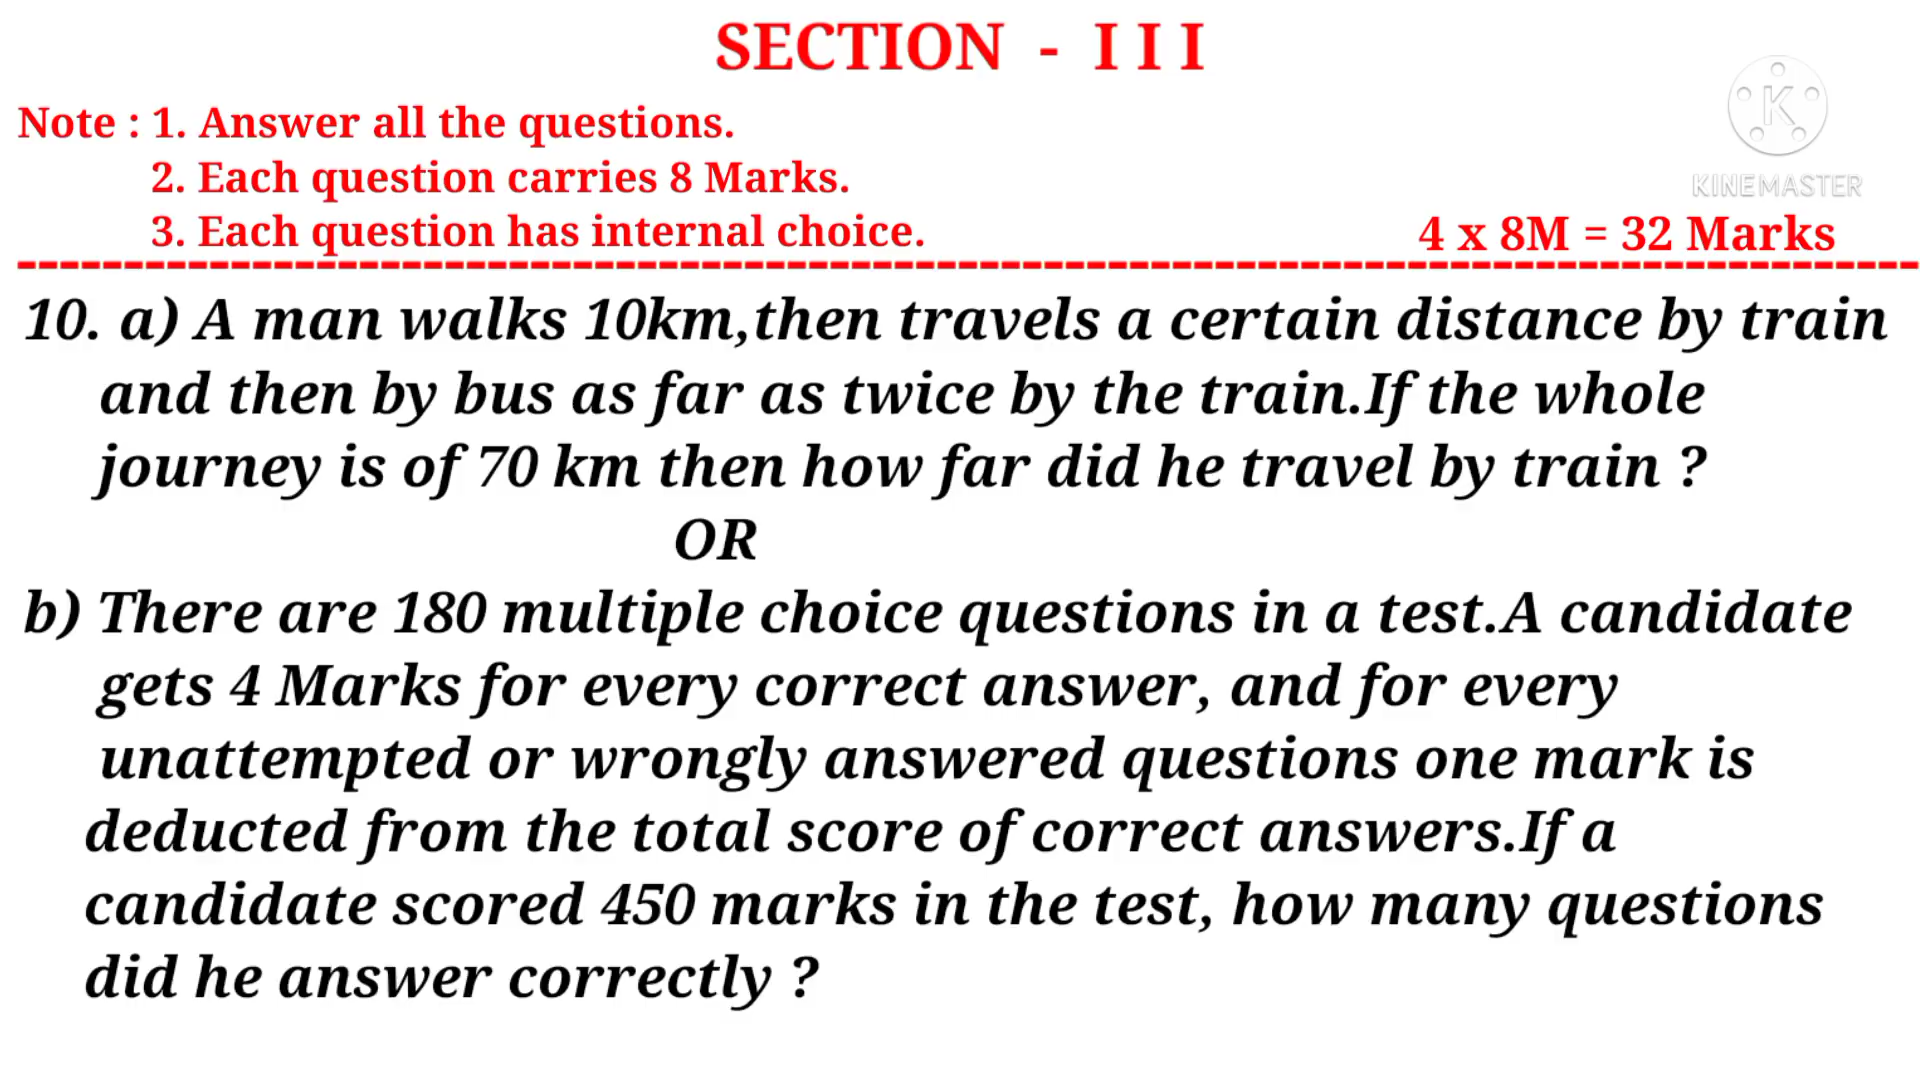 SECTION - I I I
Note : 1. Answer all the questions.
2. Each question carries 8 Marks.
3. Each question has internal choice.
4 x 8M = 32 Marks
KINEMASTER
10. a) A man walks 10km,then travels a certain distance by train
and then by bus as far as twice by the train.If the whole
journey is of 70 km then how far did he travel by train ?
OR
b) There are 180 multiple choice questions in a test.A candidate
gets 4 Marks for every correct answer, and for every
unattempted or wrongly answered questions one mark is
deducted from the total score of correct answers.If a
candidate scored 450 marks in the test, how many questions
did he answer correctly ?